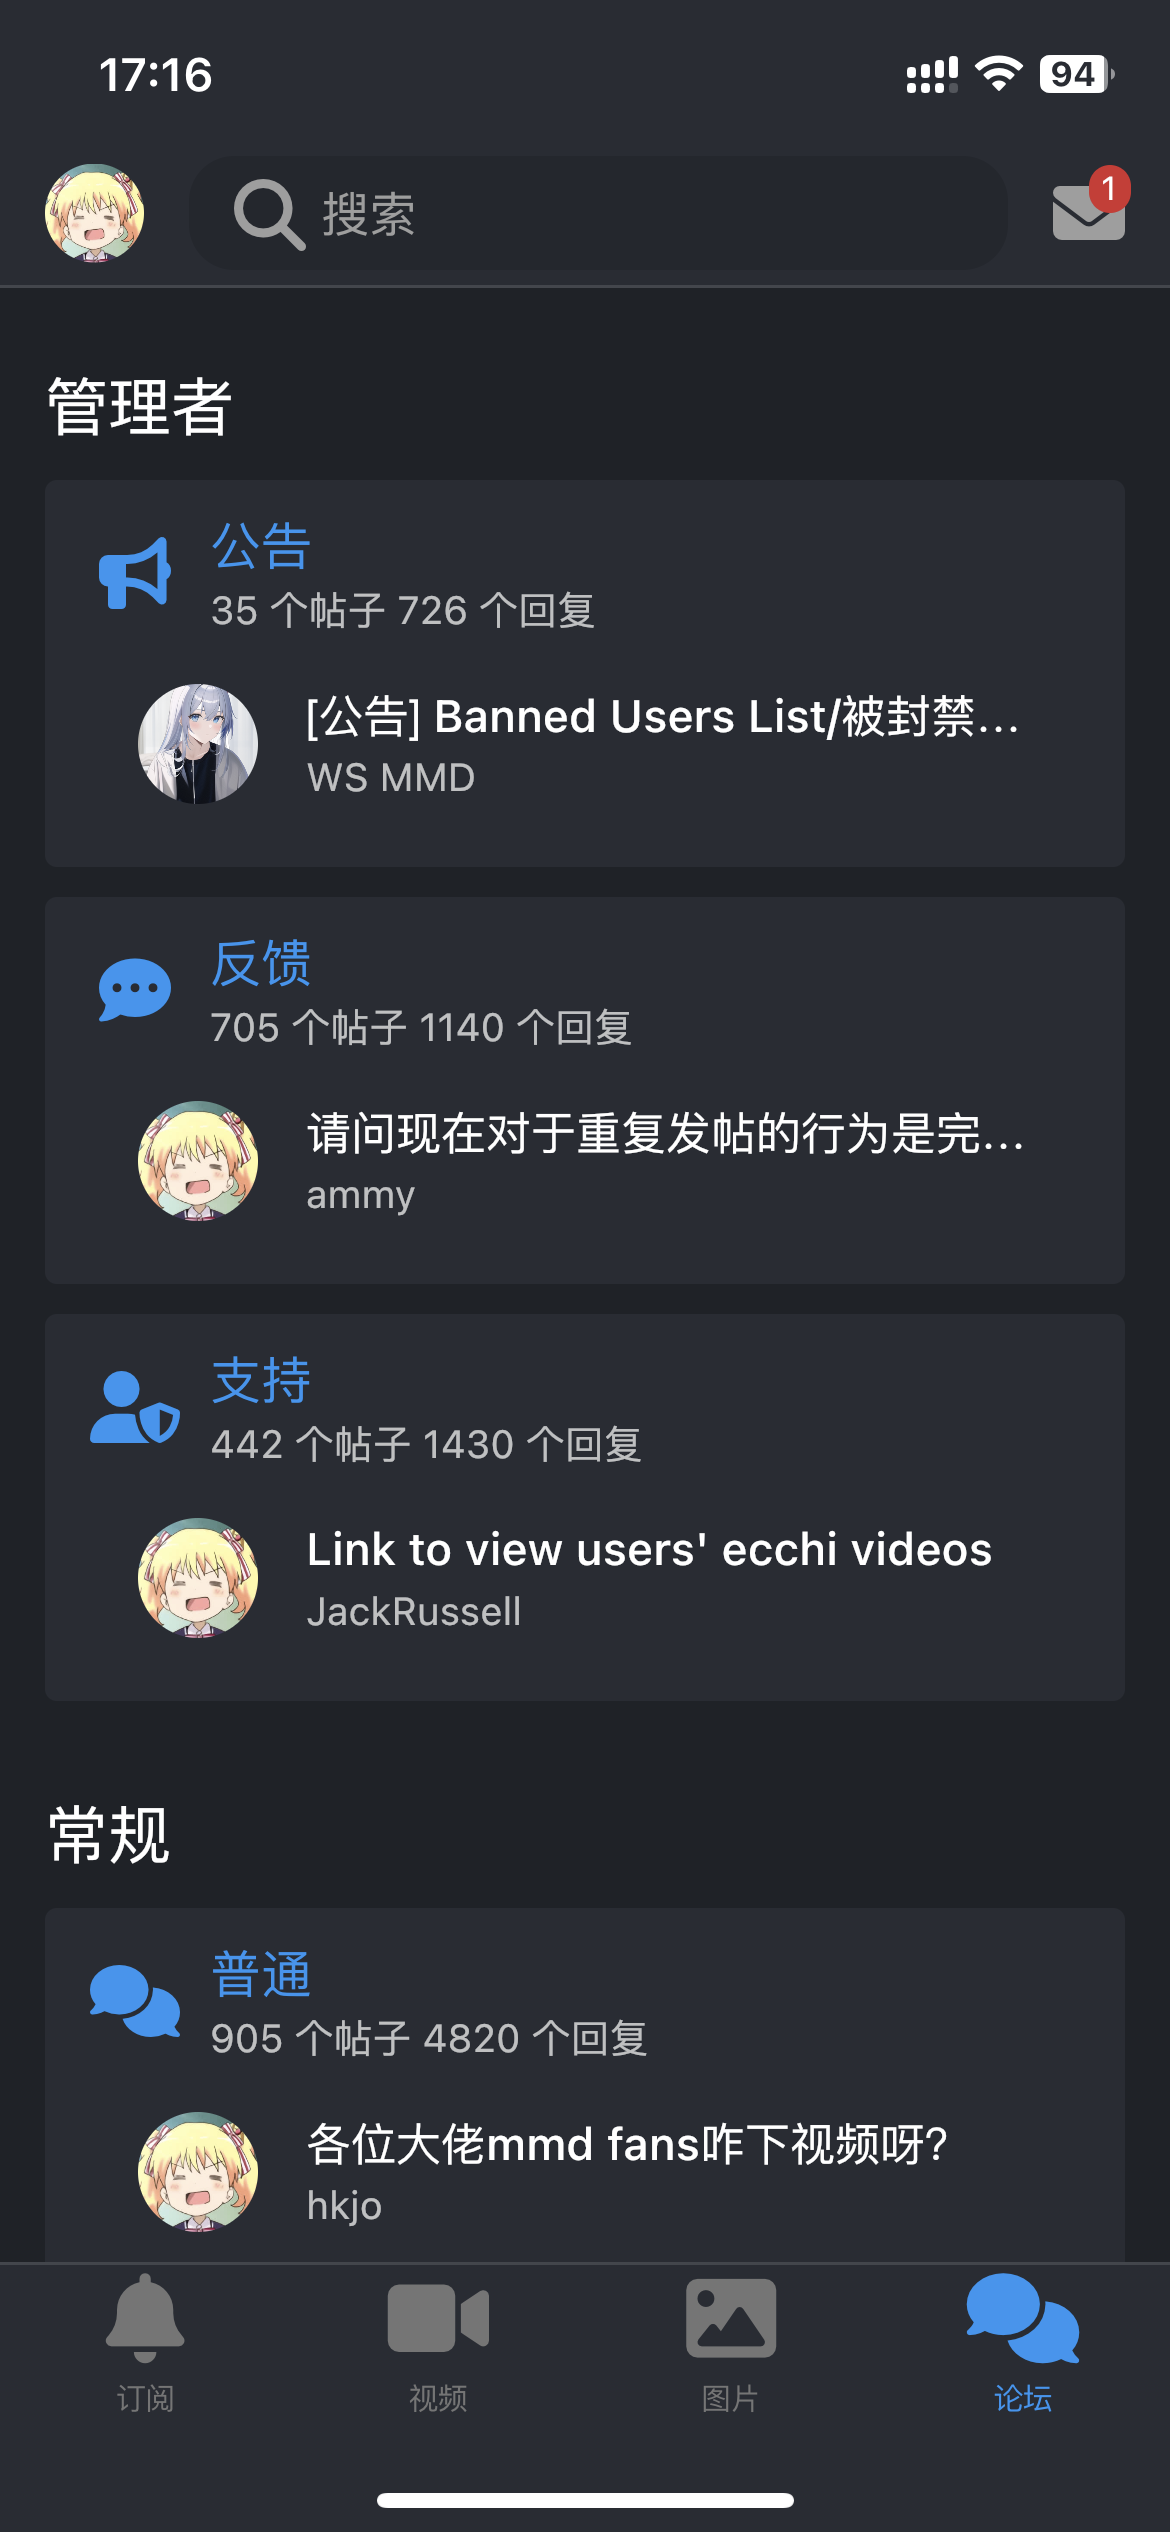 17:16
94
搜索
1
管理者
公告
35 个帖子 726 个回复
[公告] Banned Users List/被封禁...
WS MMD
反馈
705 个帖子 1140 个回复
请问现在对于重复发帖的行为是完...
ammy
支持
442 个帖子 1430 个回复
Link to view users' ecchi videos
JackRussell
常规
普通
905 个帖子 4820 个回复
各位大佬mmd fans咋下视频呀?
hkjo
订阅
视频
图片
论坛